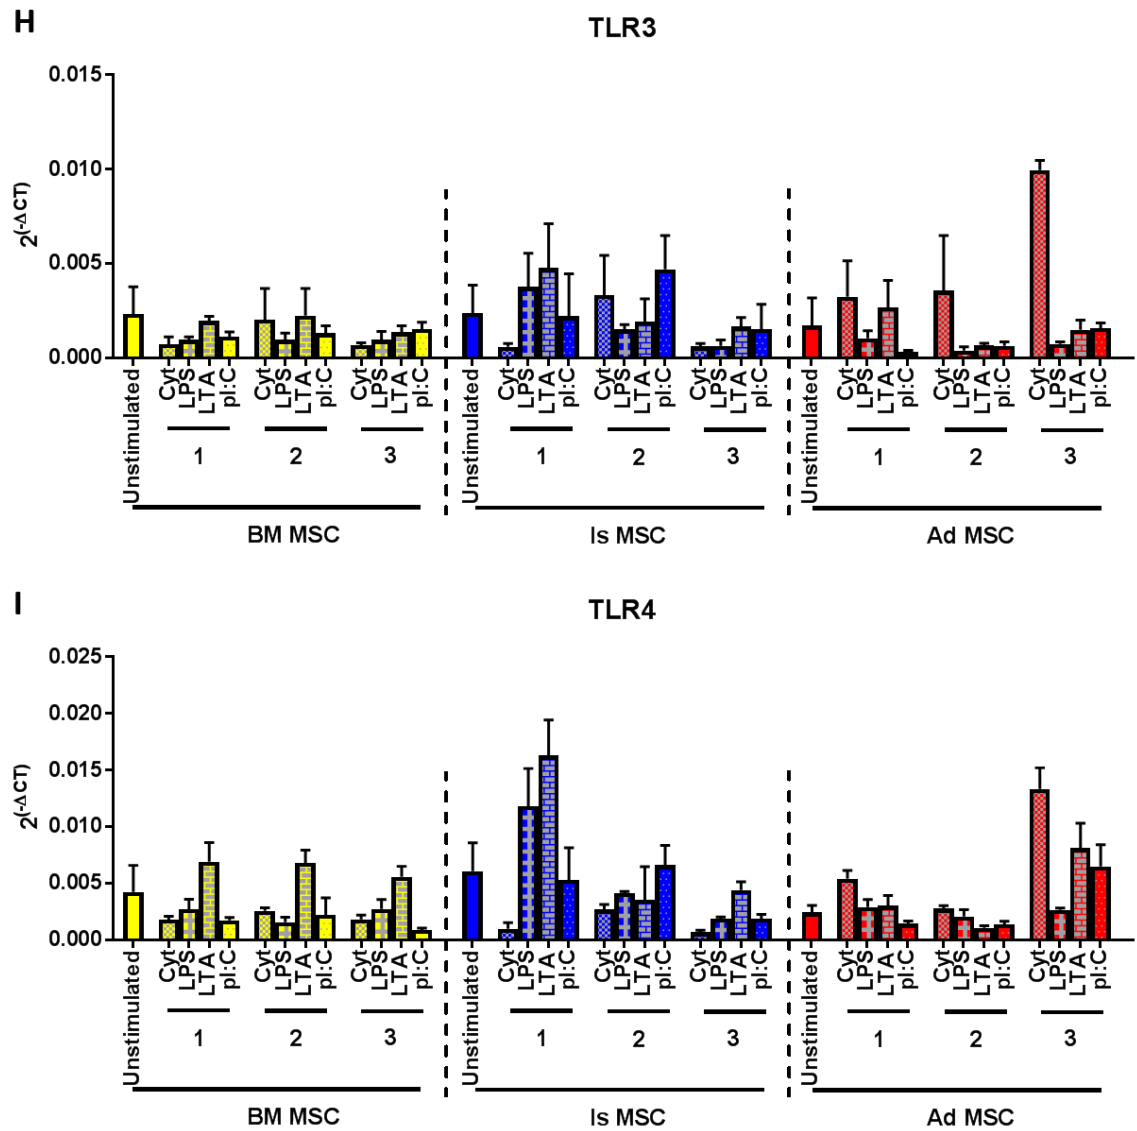 H
TLR3
2(-ΔCT)
0.015
0.010
0.005
0.000
Unstimulated Cyt LPS LTA pI:C Cyt LPS LTA pI:C Cyt LPS LTA pI:C Unstimulated Cyt LPS LTA pI:C Cyt LPS LTA pI:C Cyt LPS LTA pI:C Unstimulated Cyt LPS LTA pI:C Cyt LPS LTA pI:C Cyt LPS LTA pI:C
1 2 3 1 2 3 1 2 3
BM MSC Is MSC Ad MSC
I
TLR4
2(-ΔCT)
0.025
0.020
0.015
0.010
0.005
0.000
Unstimulated Cyt LPS LTA pI:C Cyt LPS LTA pI:C Cyt LPS LTA pI:C Unstimulated Cyt LPS LTA pI:C Cyt LPS LTA pI:C Cyt LPS LTA pI:C Unstimulated Cyt LPS LTA pI:C Cyt LPS LTA pI:C Cyt LPS LTA pI:C
1 2 3 1 2 3 1 2 3
BM MSC Is MSC Ad MSC